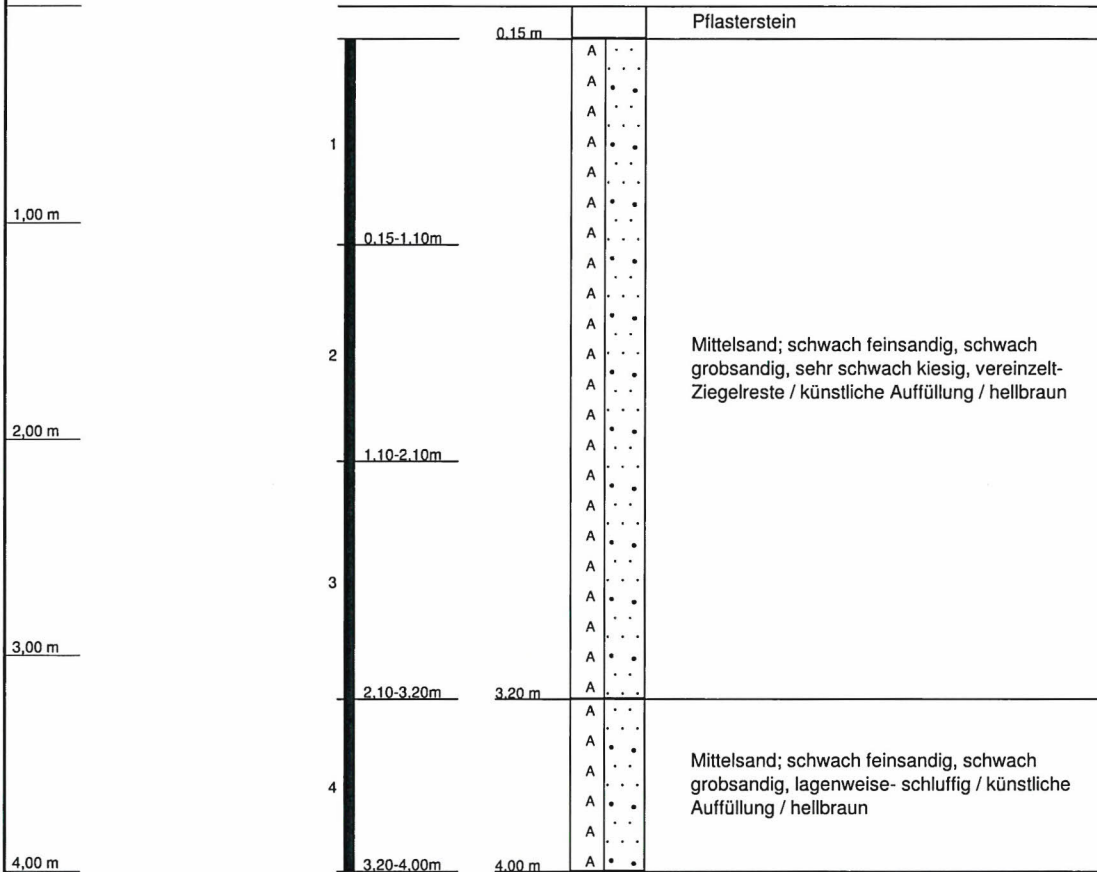 Pflasterstein
0,15 m
A
A
A
A
1
A
A
1,00 m
A
0,15-1,10m
A
A
A
2
A
Mittelsand; schwach feinsandig, schwach
grobsandig, sehr schwach kiesig, vereinzelt-
Ziegelreste / künstliche Auffüllung / hellbraun
A
A
2,00 m
A
1,10-2,10m
A
A
A
A
3
A
A
3,00 m
A
A
2,10-3,20m
3,20 m
A
A
Mittelsand; schwach feinsandig, schwach
grobsandig, lagenweise- schluffig / künstliche
Auffüllung / hellbraun
A
4
A
A
4,00 m
3,20-4,00m
4,00 m
A